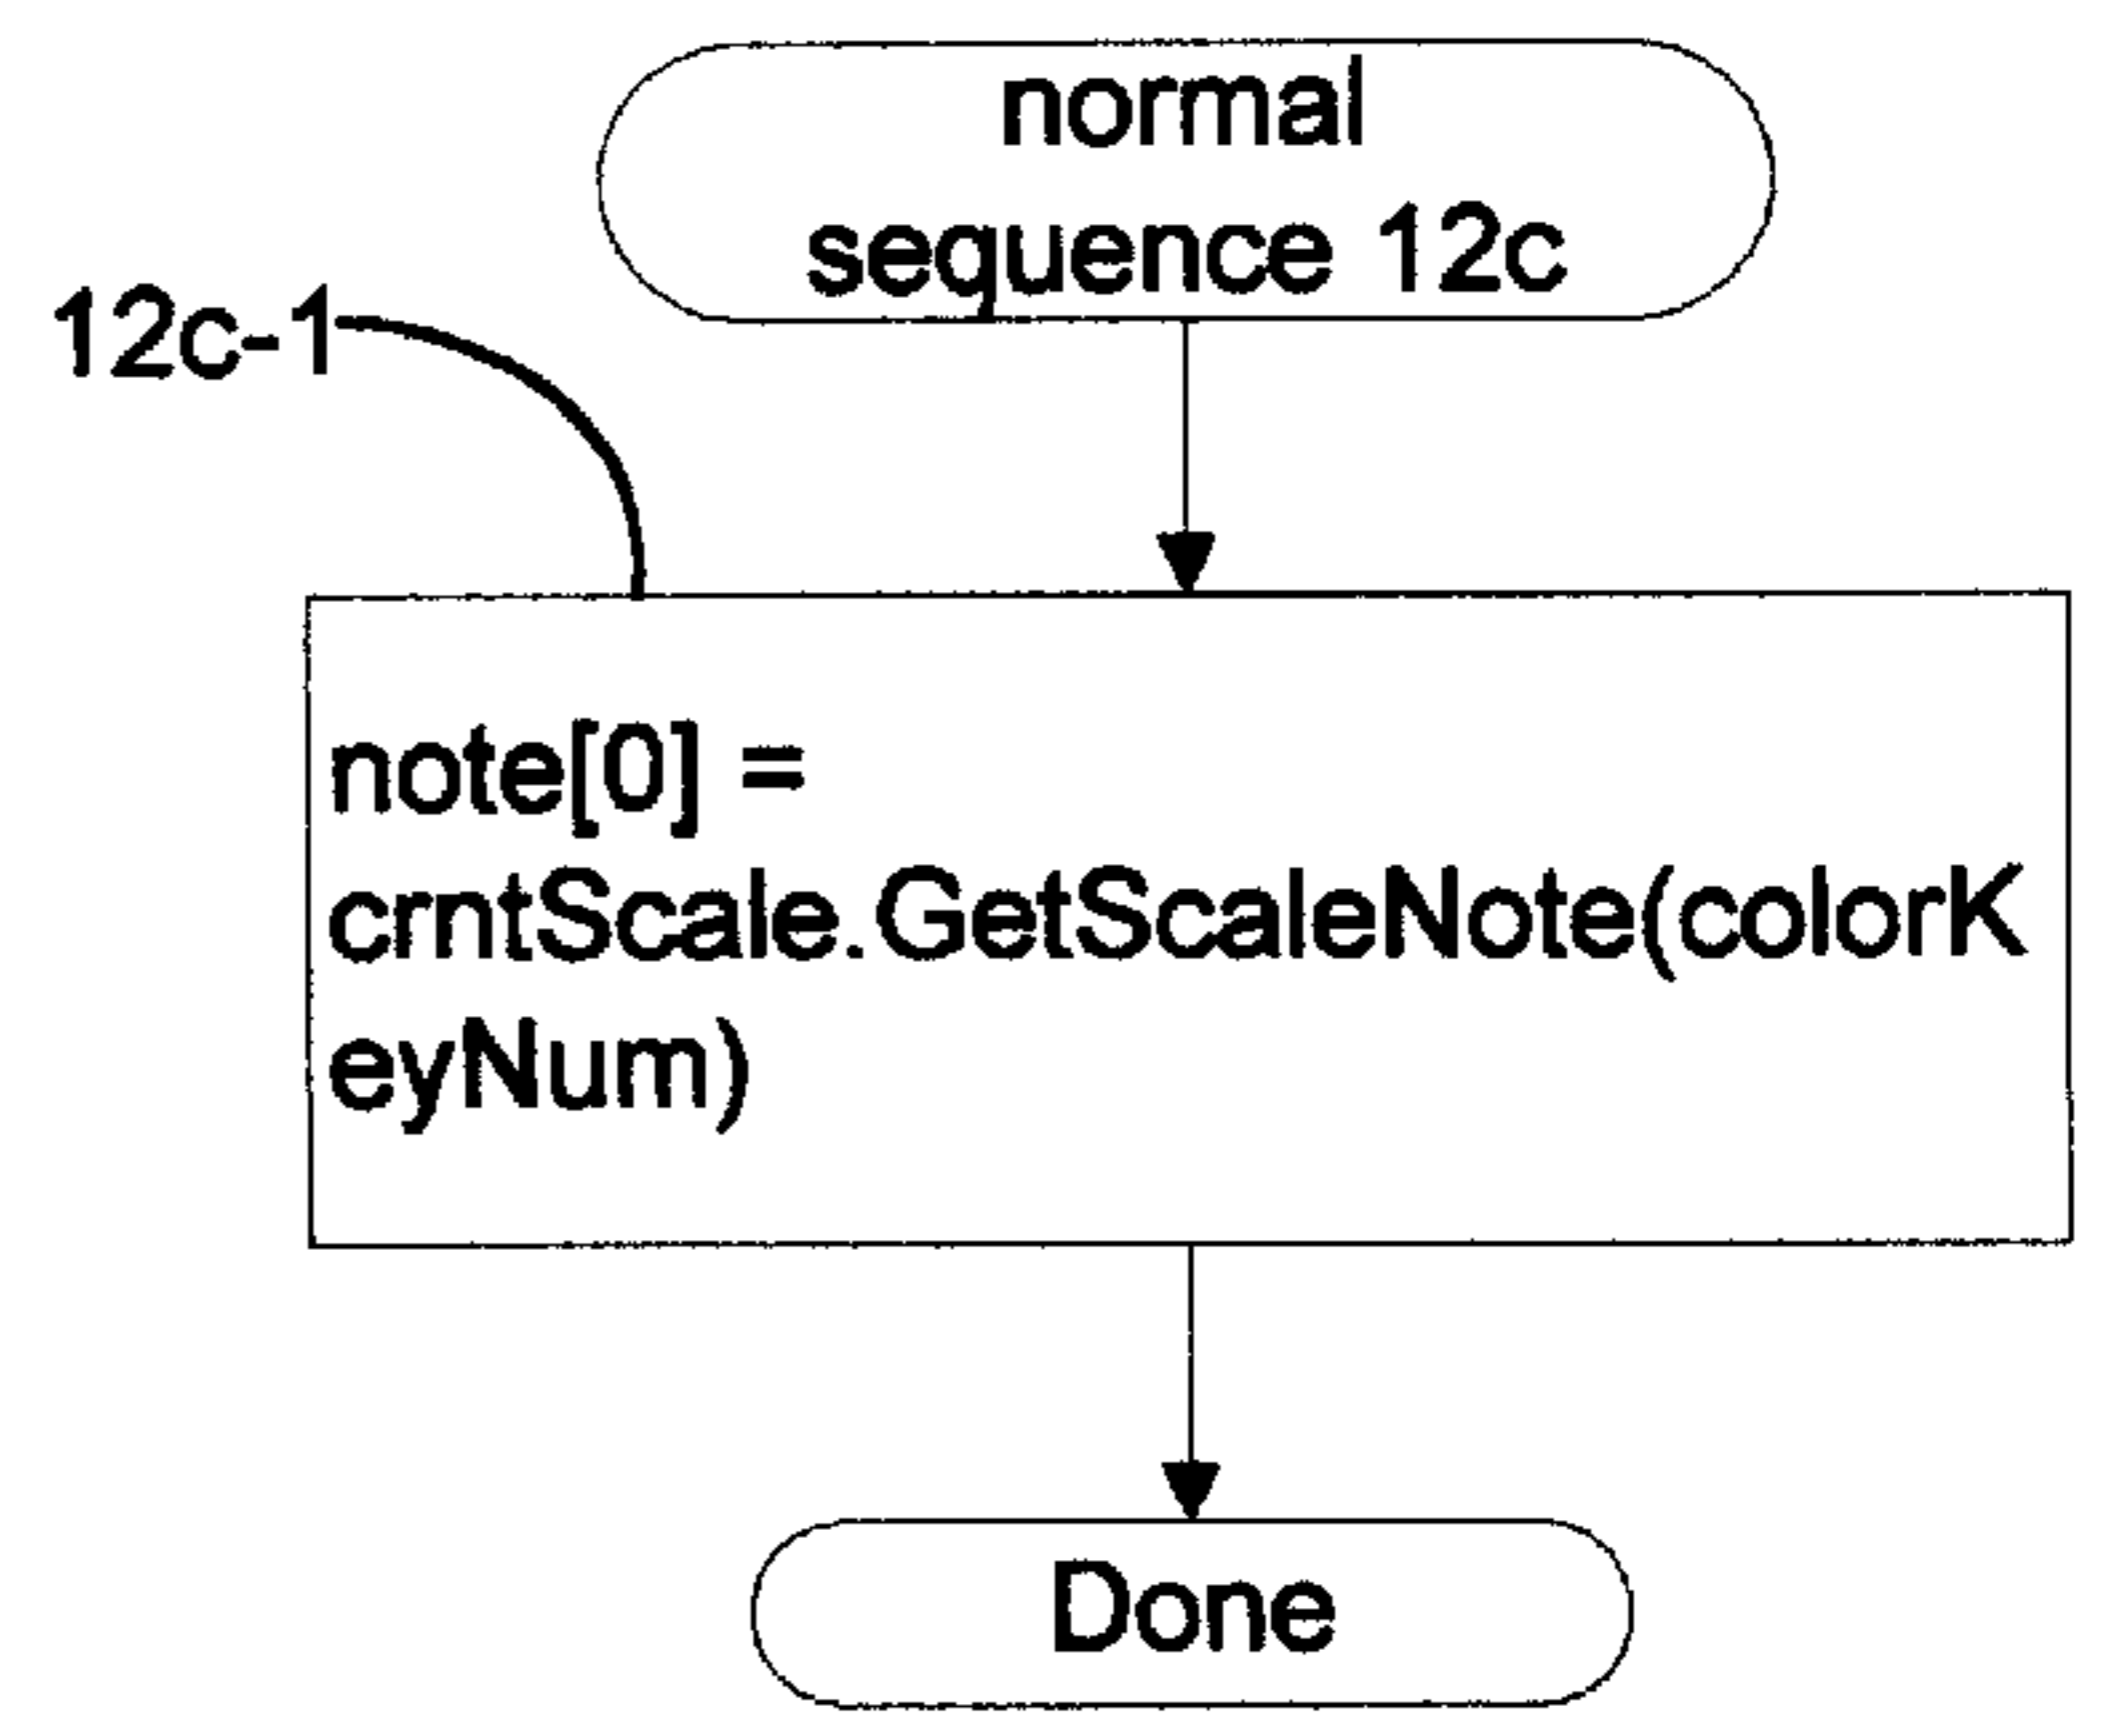 normal
sequence 12c
12c-1
note[0] =
crntScale.GetScaleNote(colorK
eyNum)
Done